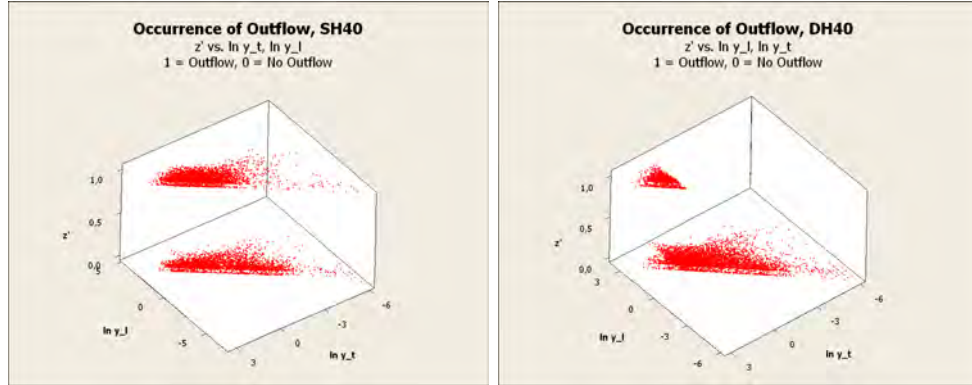 Occurrence of Outflow, SH40
z' vs. ln y_t, ln y_l
1 = Outflow, 0 = No Outflow
1,0
0,5
z'
0,0
5
0
-5
ln y_l
3
0
-3
-6
ln y_t
Occurrence of Outflow, DH40
z' vs. ln y_l, ln y_t
1 = Outflow, 0 = No Outflow
1,0
0,5
z'
0,0
3
0
-3
-6
ln y_l
3
0
-3
-6
ln y_t